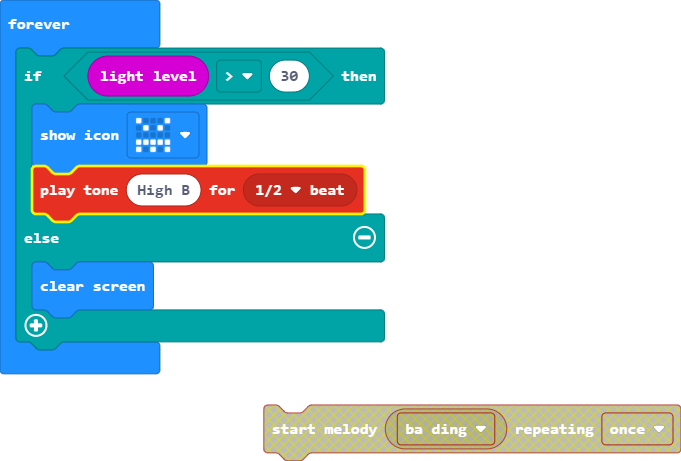 forever
if light level > 30 then
show icon
play tone High B for 1/2 beat
else
clear screen
start melody ba ding repeating once